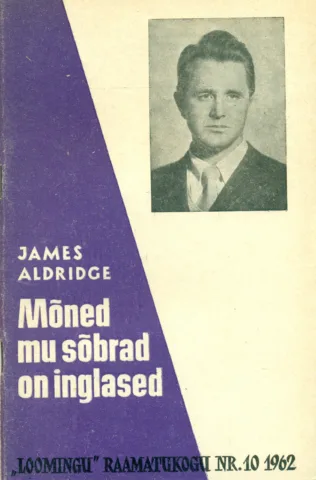 JAMES
ALDRIDGE
Mõned
mu sõbrad
on inglased
„LOOMINGU” RAAMATUKOGU NR. 10 1962